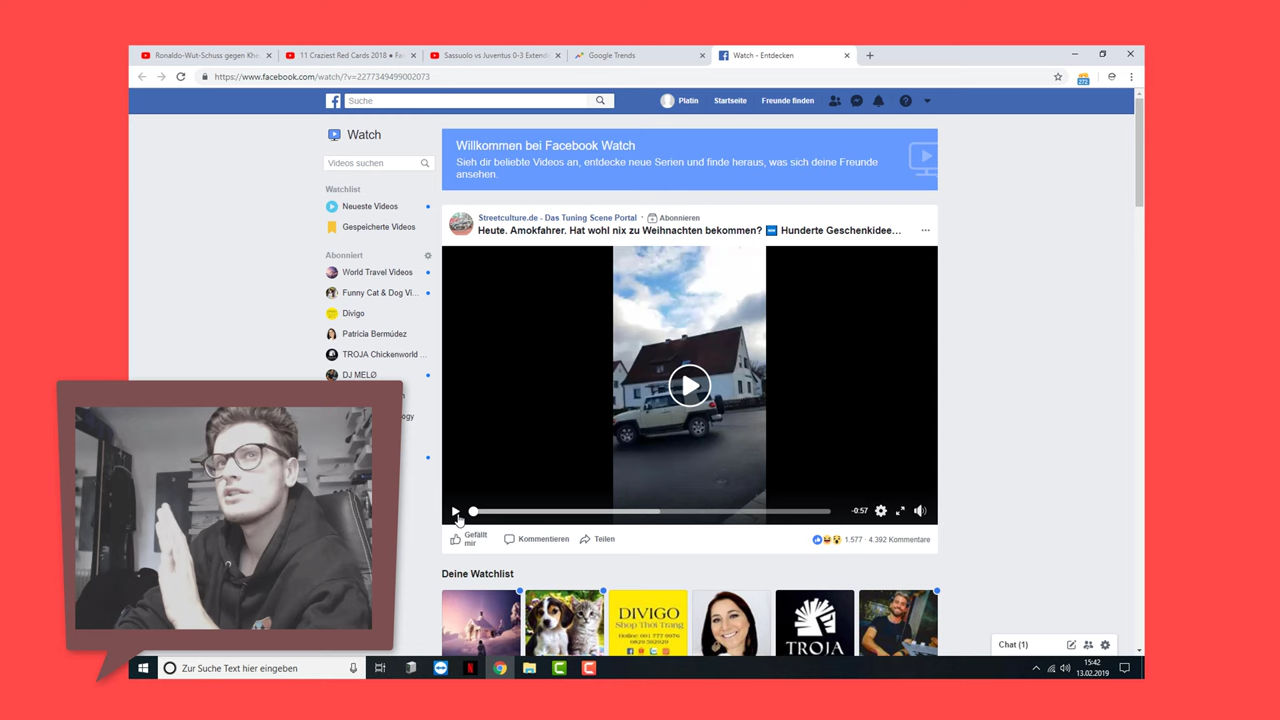 Ronaldo-Wut-Schuss gegen Khe
11 Craziest Red Cards 2018 ● Fa
Sassuolo vs Juventus 0-3 Extend
Google Trends
Watch - Entdecken
https://www.facebook.com/watch/?v=2277349499002073
272
Suche
Platin
Startseite
Freunde finden
Watch
Videos suchen
Watchlist
Neueste Videos
Gespeicherte Videos
Abonniert
World Travel Videos
Funny Cat & Dog Vi...
Divigo
Patricia Bermúdez
TROJA Chickenworld ...
DJ MELØ
ogy
Willkommen bei Facebook Watch
Sieh dir beliebte Videos an, entdecke neue Serien und finde heraus, was sich deine Freunde
ansehen.
Streetculture.de - Das Tuning Scene Portal · Abonnieren
Heute. Amokfahrer. Hat wohl nix zu Weihnachten bekommen? Hunderte Geschenkidee...
-0:57
Gefällt
mir
Kommentieren
Teilen
1.577 · 4.392 Kommentare
Deine Watchlist
DIVIGO
Shop Thời Trang
TROJA
Chat (1)
Zur Suche Text hier eingeben
15:42
13.02.2019